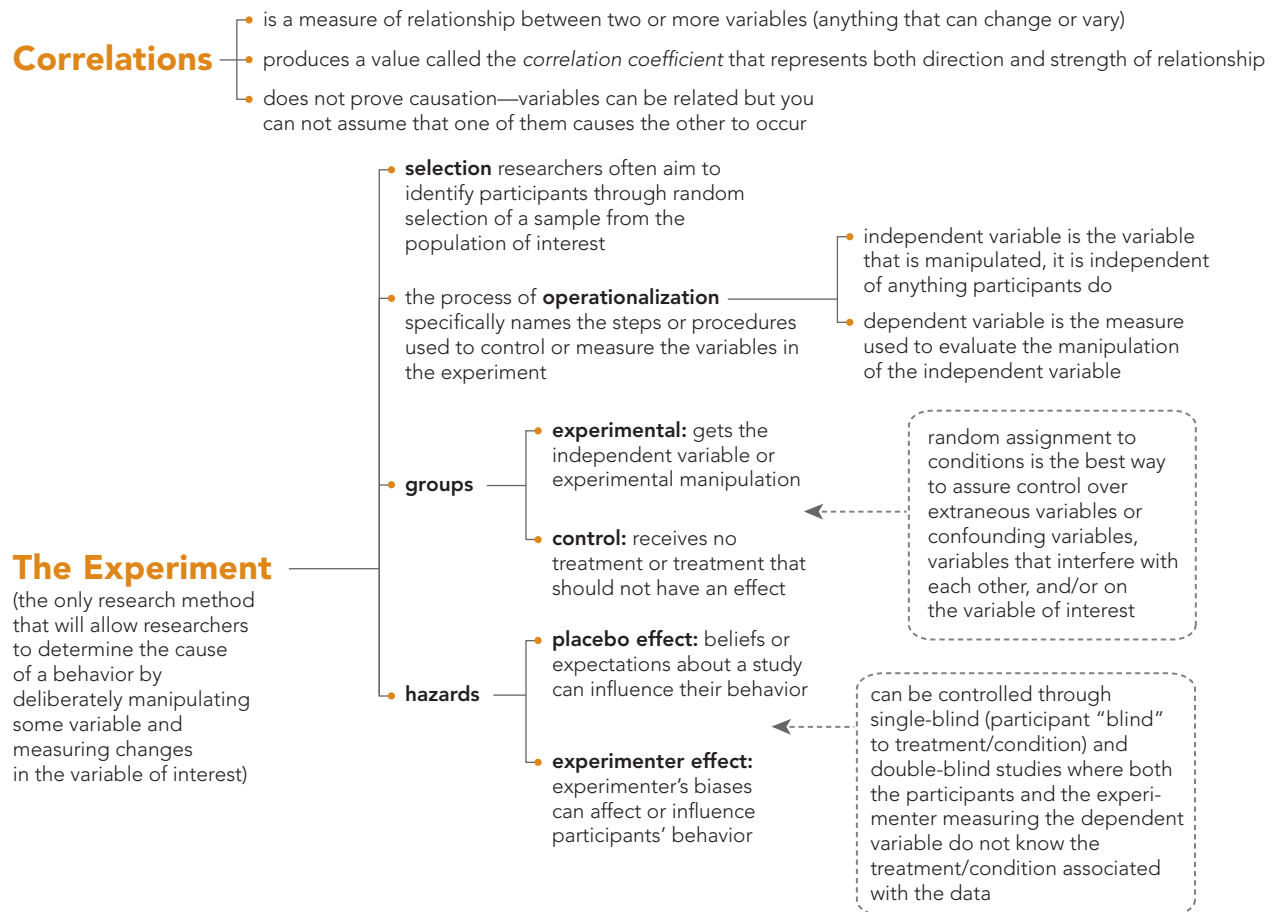 Correlations
is a measure of relationship between two or more variables (anything that can change or vary)
produces a value called the correlation coefficient that represents both direction and strength of relationship
does not prove causation—variables can be related but you
can not assume that one of them causes the other to occur
The Experiment
(the only research method
that will allow researchers
to determine the cause
of a behavior by
deliberately manipulating
some variable and
measuring changes
in the variable of interest)
selection researchers often aim to
identify participants through random
selection of a sample from the
population of interest
the process of operationalization
specifically names the steps or procedures
used to control or measure the variables in
the experiment
independent variable is the variable
that is manipulated, it is independent
of anything participants do
dependent variable is the measure
used to evaluate the manipulation
of the independent variable
groups
experimental: gets the
independent variable or
experimental manipulation
control: receives no
treatment or treatment that
should not have an effect
random assignment to
conditions is the best way
to assure control over
extraneous variables or
confounding variables,
variables that interfere with
each other, and/or on
the variable of interest
hazards
placebo effect: beliefs or
expectations about a study
can influence their behavior
experimenter effect:
experimenter's biases
can affect or influence
participants' behavior
can be controlled through
single-blind (participant “blind”
to treatment/condition) and
double-blind studies where both
the participants and the experi-
menter measuring the dependent
variable do not know the
treatment/condition associated
with the data